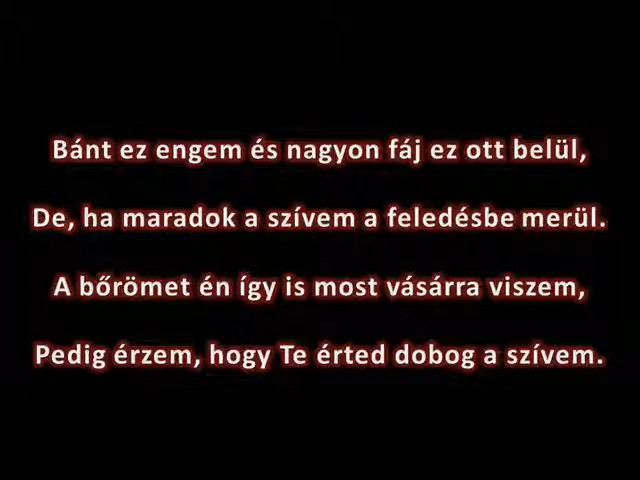 Bánt ez engem és nagyon fáj ez ott belül,
De, ha maradok a szívem a feledésbe merül.
A bőrömet én így is most vásárra viszem,
Pedig érzem, hogy Te érted dobog a szívem.